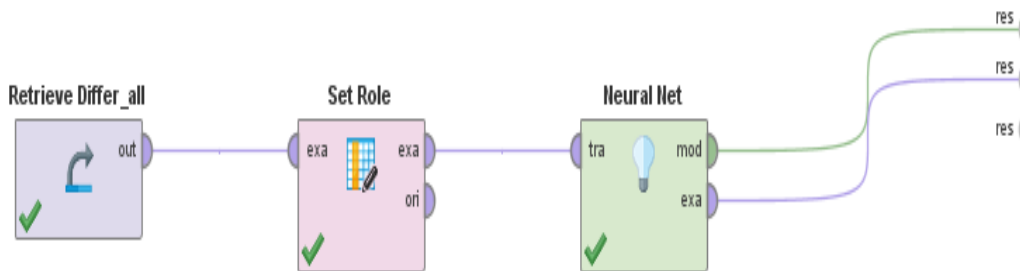 res
res
Retrieve Differ_all
Set Role
Neural Net
out
exa
exa
tra
mod
res
ori
exa